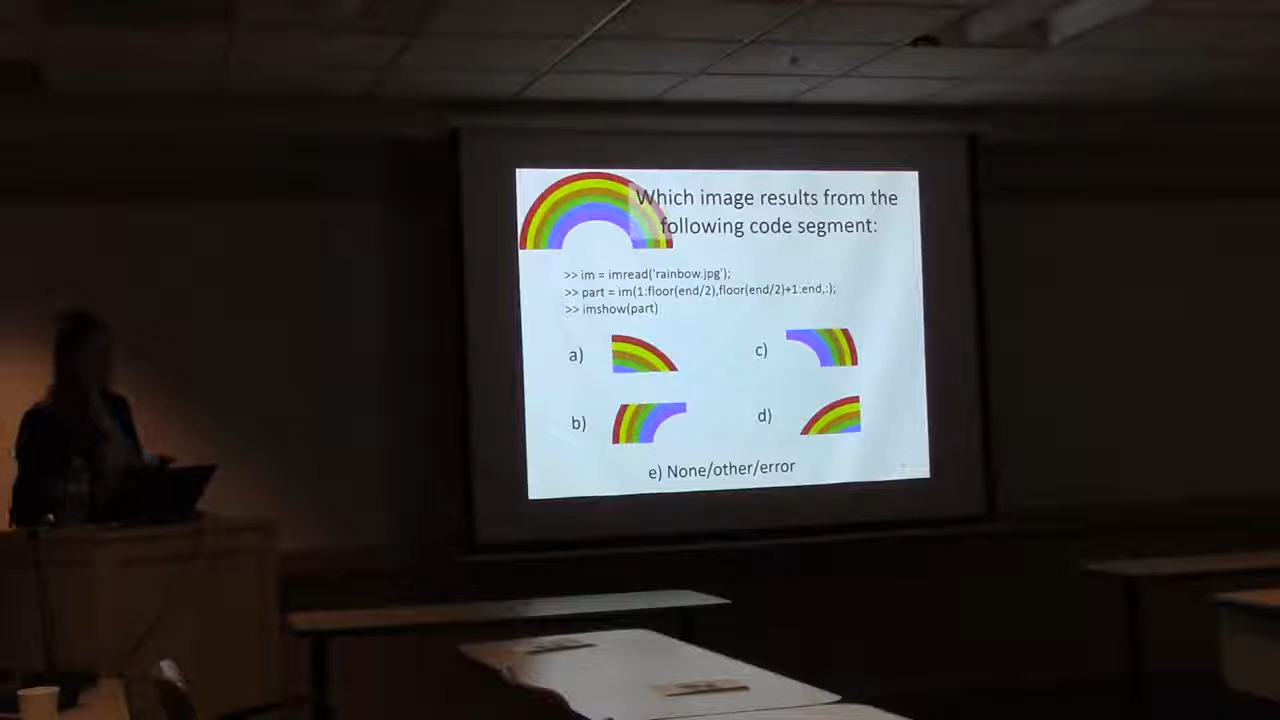 Which image results from the
following code segment:
>> im = imread('rainbow.jpg');
>> part = im(1:floor(end/2),floor(end/2)+1:end,:);
>> imshow(part)
a)
c)
b)
d)
e) None/other/error